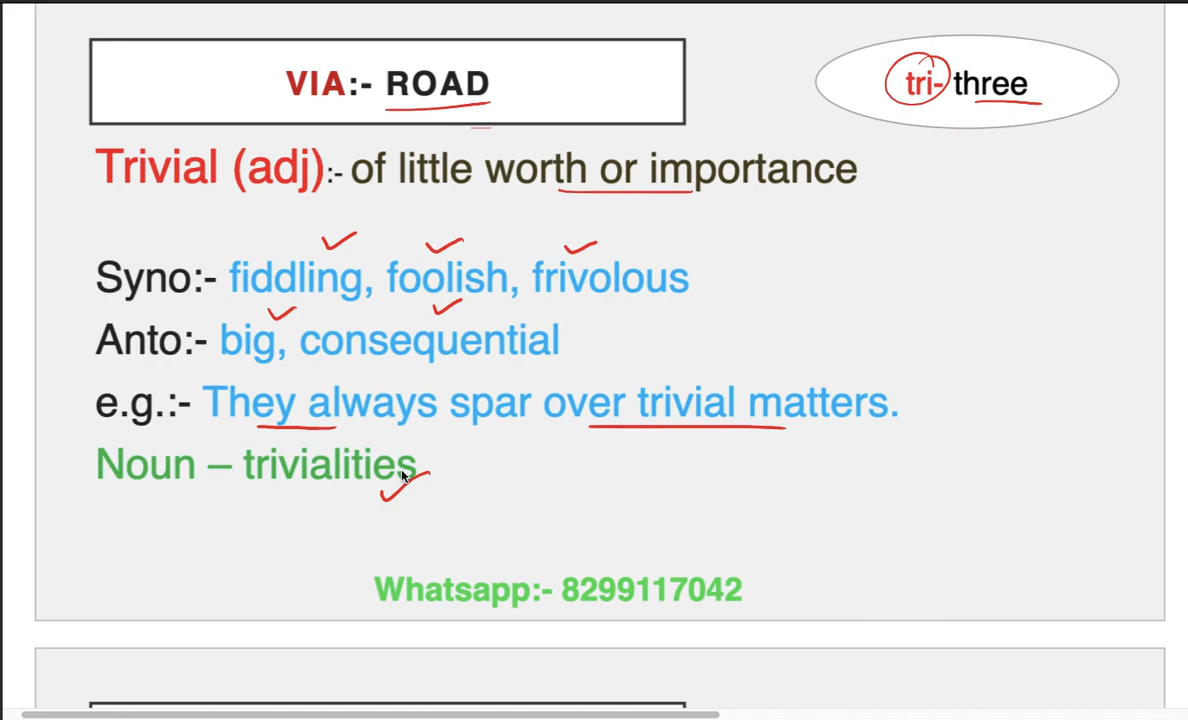 VIA:- ROAD
tri- three
Trivial (adj):- of little worth or importance
Syno:- fiddling, foolish, frivolous
Anto:- big, consequential
e.g.:- They always spar over trivial matters.
Noun – trivialities
Whatsapp:- 8299117042